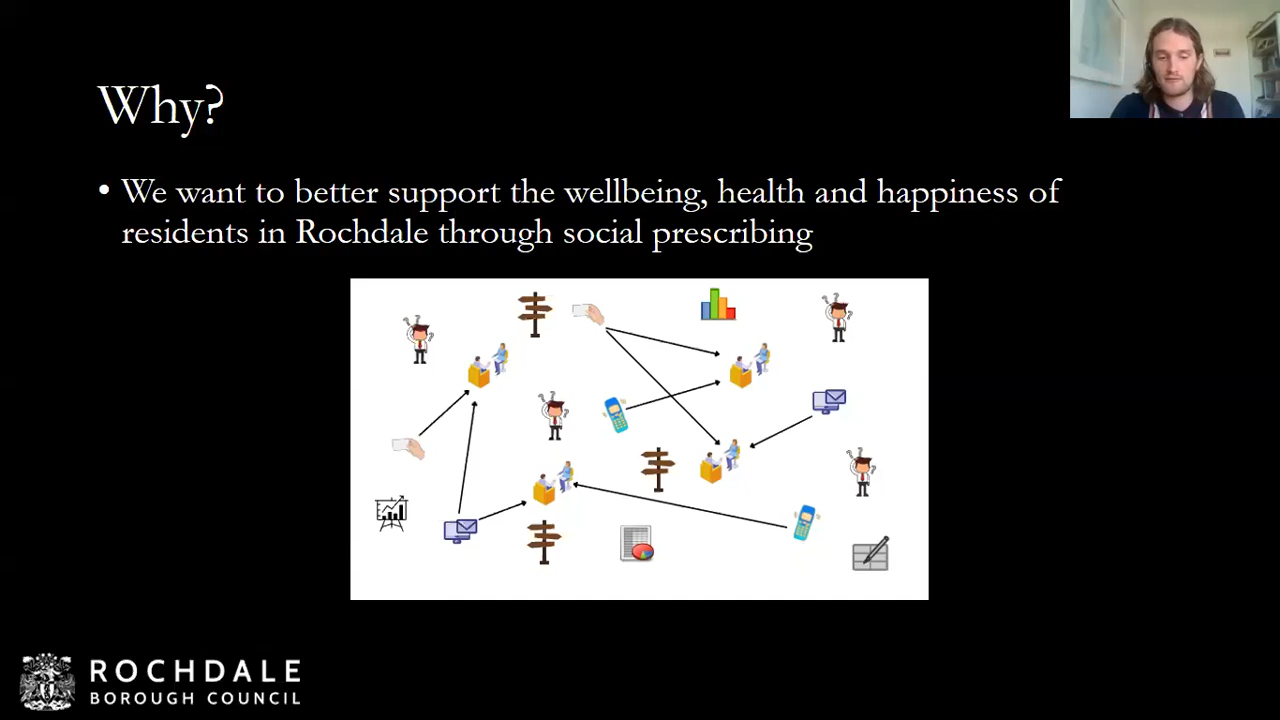 Why?
• We want to better support the wellbeing, health and happiness of
residents in Rochdale through social prescribing
ROCHDALE
BOROUGH COUNCIL